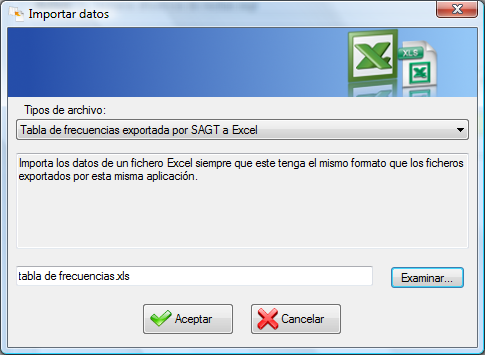 Importar datos
XLS
Tipos de archivo:
Tabla de frecuencias exportada por SAGT a Excel
Importa los datos de un fichero Excel siempre que este tenga el mismo formato que los ficheros
exportados por esta misma aplicación.
tabla de frecuencias.xls
Examinar...
Aceptar
Cancelar